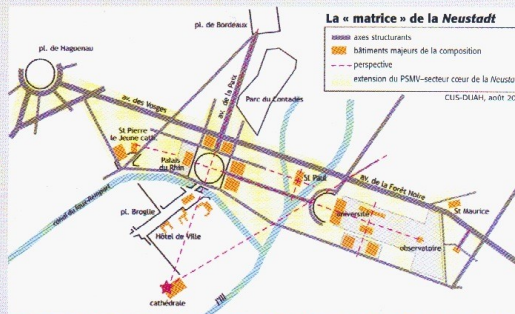 La « matrice » de la Neustadt
axes structurants
bâtiments majeurs de la composition
perspective
extension du PSMV-secteur cœur de la
CUS-DUAH, août
pl. de Bordeaux
pl. de Haguenau
av. des Vosges
av. de la Paix
Parc du Contades
St Pierre
le Jeune cath.
Palais
du Rhin
St Paul
av. de la Forêt Noire
canal du Faux-Rempart
pl. Broglie
Hôtel de Ville
université
St Maurice
observatoire
cathédrale
l'Ill